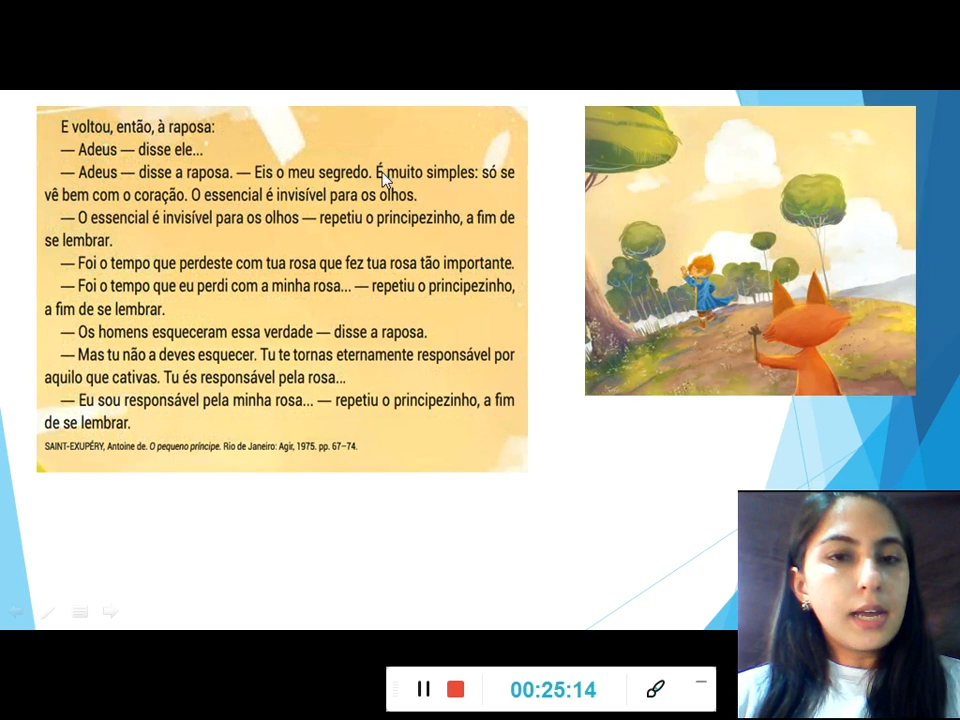 E voltou, então, à raposa:
— Adeus — disse ele...
— Adeus — disse a raposa. — Eis o meu segredo. É muito simples: só se
vê bem com o coração. O essencial é invisível para os olhos.
— O essencial é invisível para os olhos — repetiu o principezinho, a fim de
se lembrar.
— Foi o tempo que perdeste com tua rosa que fez tua rosa tão importante.
— Foi o tempo que eu perdi com a minha rosa... — repetiu o principezinho,
a fim de se lembrar.
— Os homens esqueceram essa verdade — disse a raposa.
— Mas tu não a deves esquecer. Tu te tornas eternamente responsável por
aquilo que cativas. Tu és responsável pela rosa...
— Eu sou responsável pela minha rosa... — repetiu o principezinho, a fim
de se lembrar.
SAINT-EXUPÉRY, Antoine de. O pequeno príncipe. Rio de Janeiro: Agir, 1975. pp. 67–74.
00:25:14